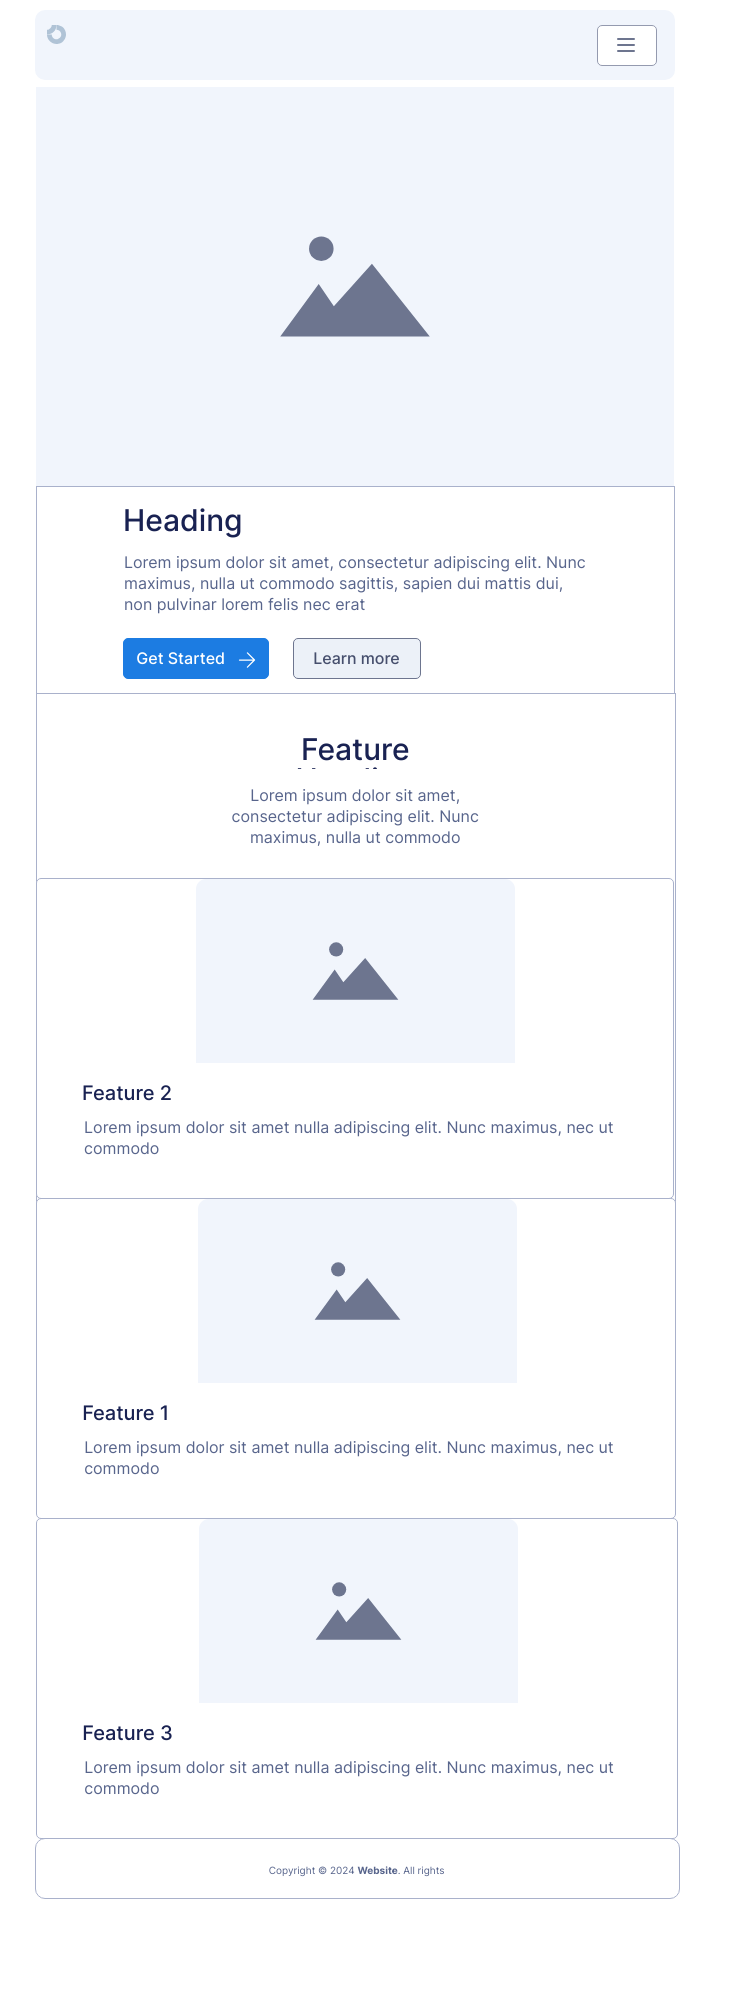 Heading
Lorem ipsum dolor sit amet, consectetur adipiscing elit. Nunc
maximus, nulla ut commodo sagittis, sapien dui mattis dui,
non pulvinar lorem felis nec erat
Get Started
Learn more
Feature
Lorem ipsum dolor sit amet,
consectetur adipiscing elit. Nunc
maximus, nulla ut commodo
Feature 2
Lorem ipsum dolor sit amet nulla adipiscing elit. Nunc maximus, nec ut
commodo
Feature 1
Lorem ipsum dolor sit amet nulla adipiscing elit. Nunc maximus, nec ut
commodo
Feature 3
Lorem ipsum dolor sit amet nulla adipiscing elit. Nunc maximus, nec ut
commodo
Copyright © 2024 Website. All rights